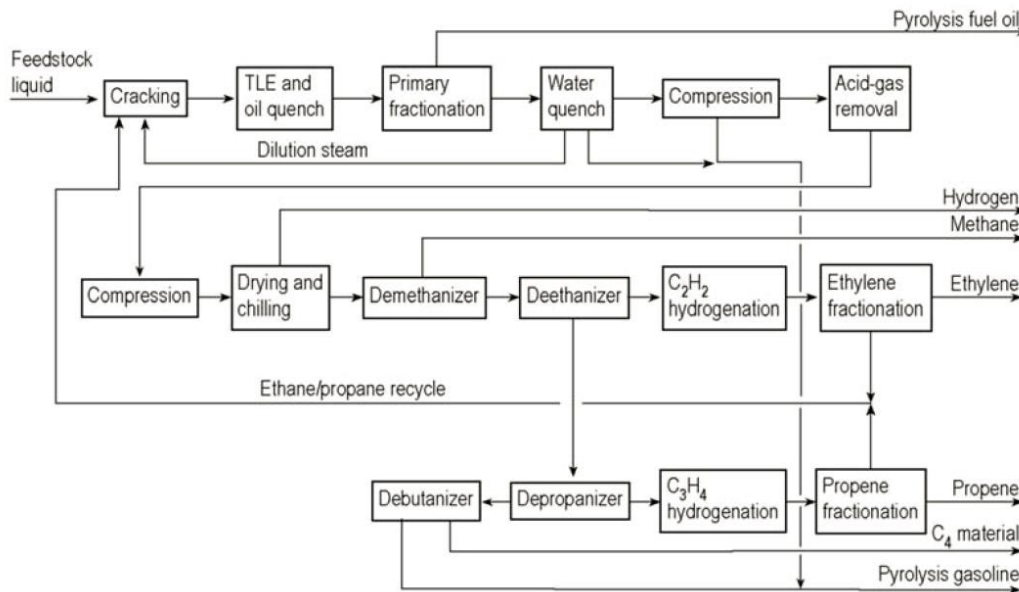 Pyrolysis fuel oil
Feedstock
liquid
Cracking
TLE and
oil quench
Primary
fractionation
Water
quench
Compression
Acid-gas
removal
Dilution steam
Hydrogen
Methane
Compression
Drying and
chilling
Demethanizer
Deethanizer
C₂H₂
hydrogenation
Ethylene
fractionation
Ethylene
Ethane/propane recycle
Debutanizer
Depropanizer
C₃H₄
hydrogenation
Propene
fractionation
Propene
C₄ material
Pyrolysis gasoline